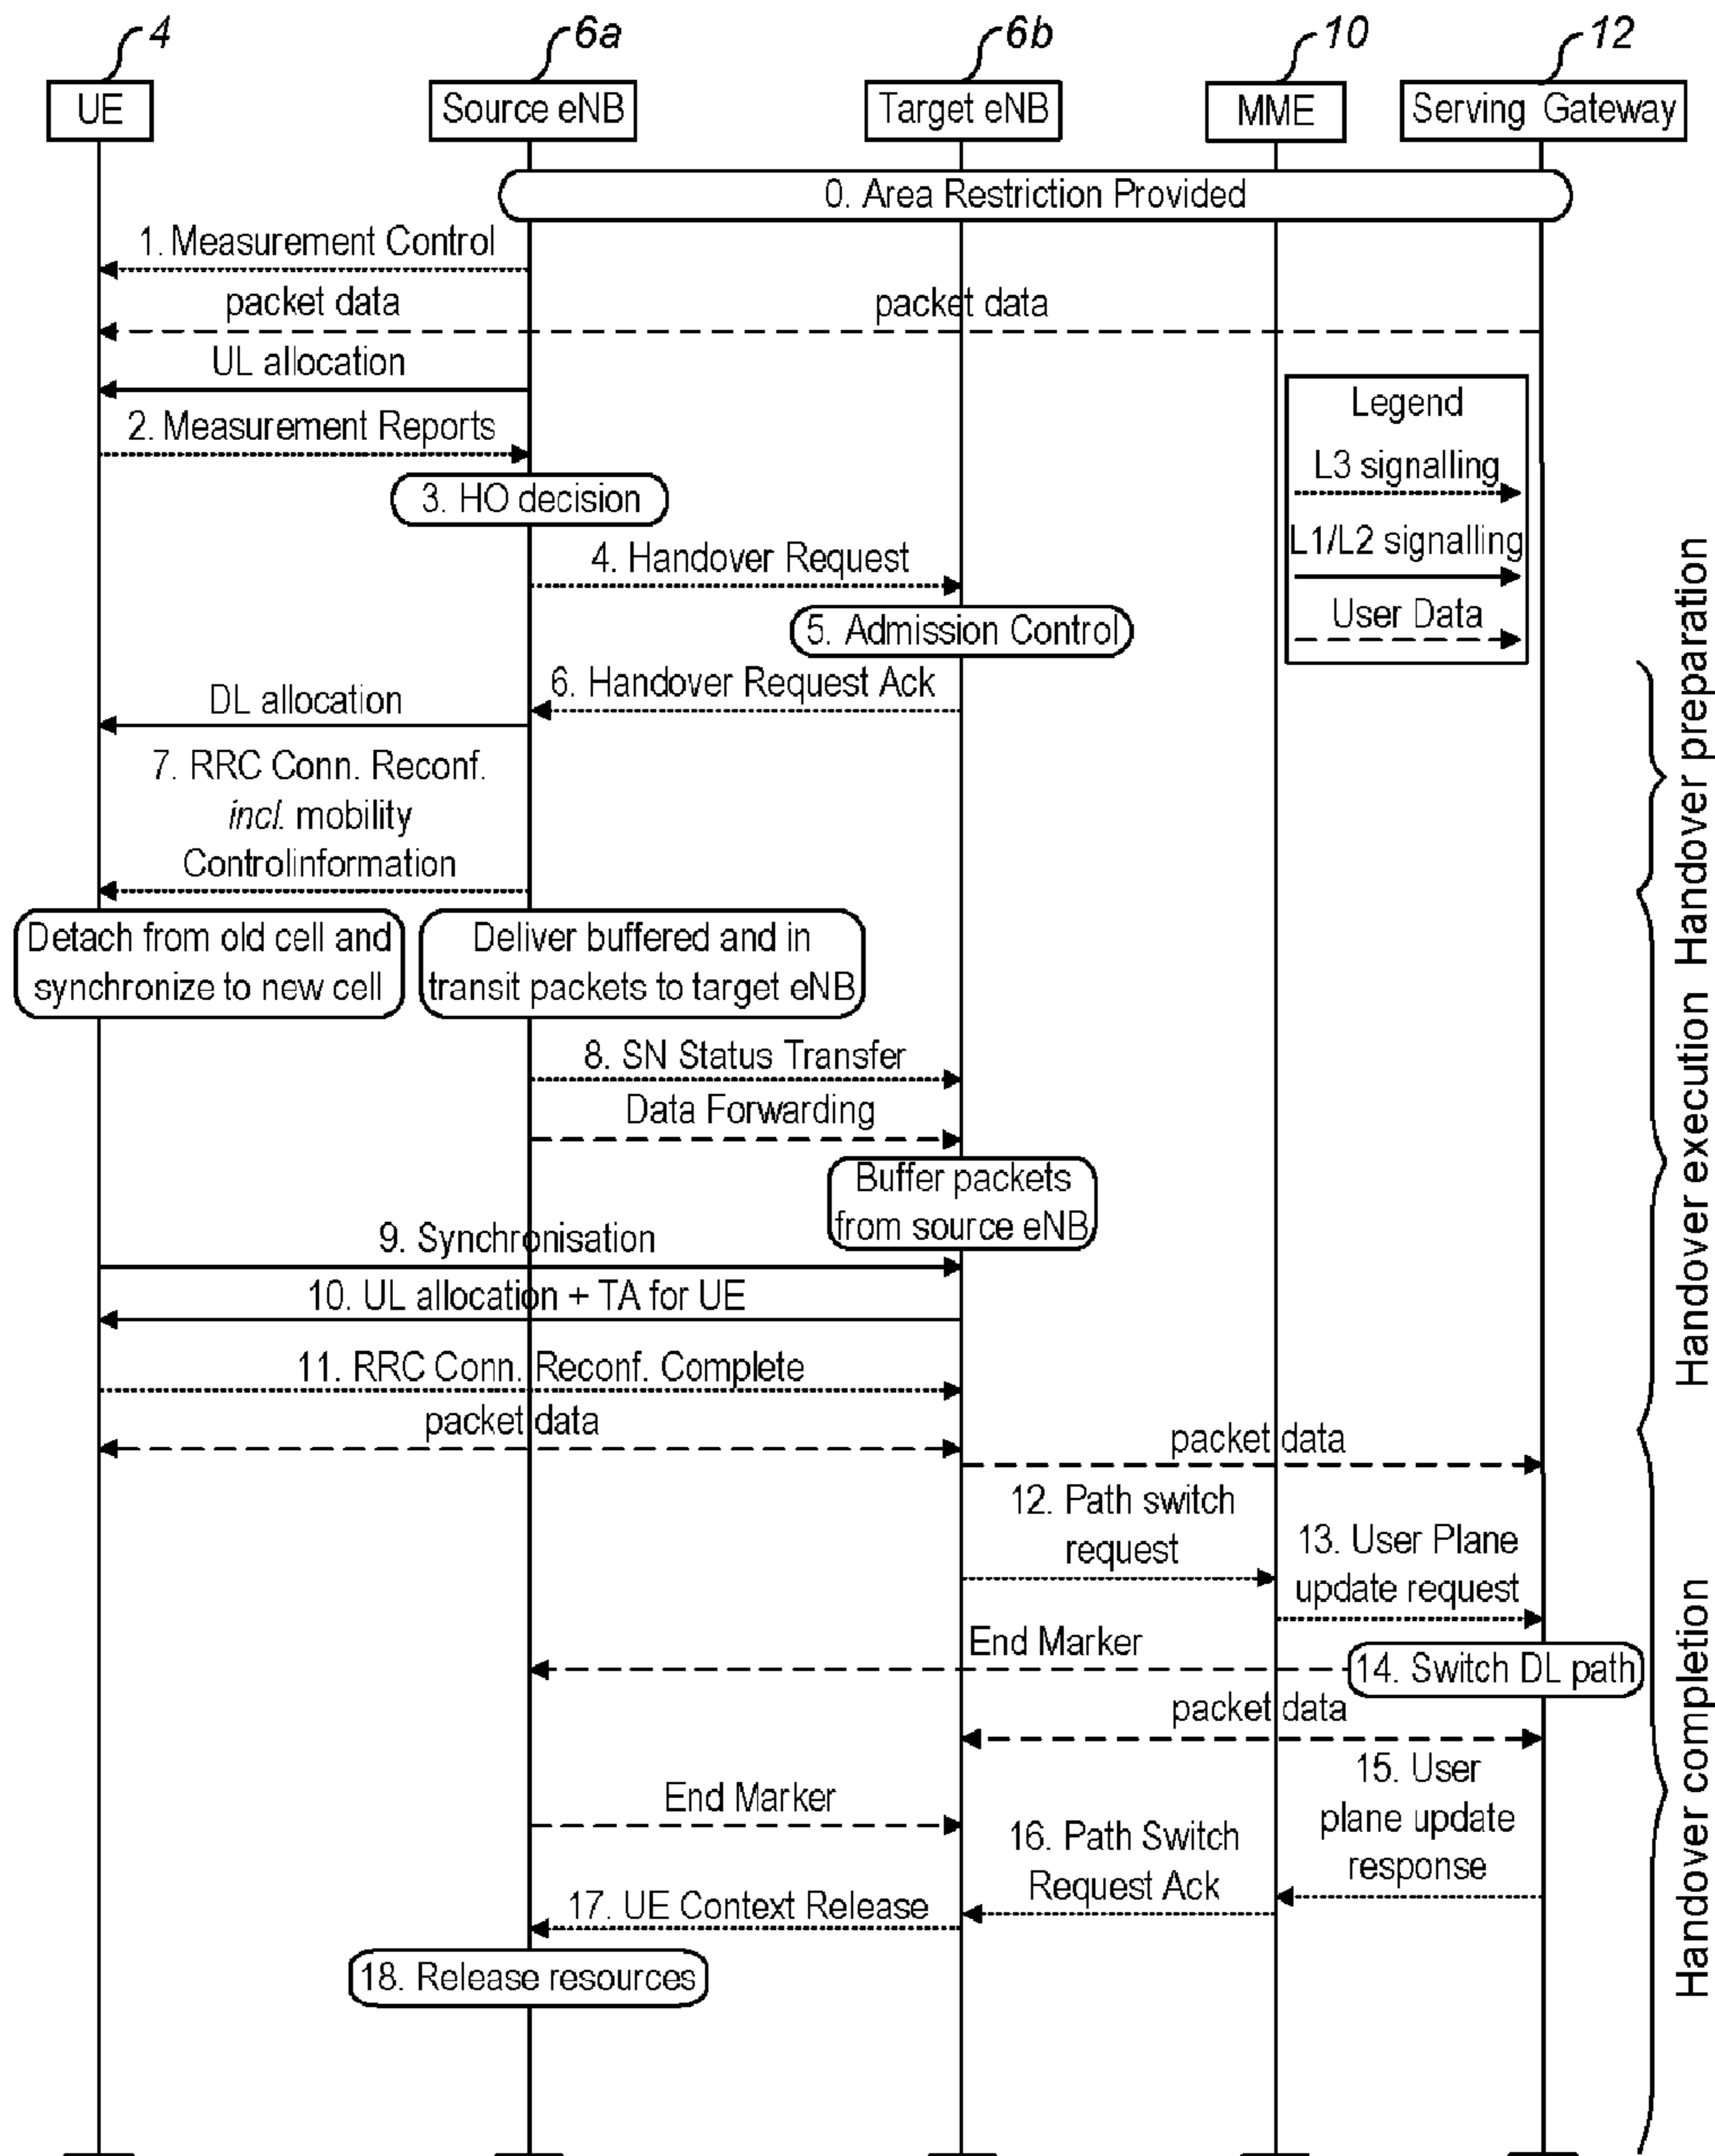 4
6a
6b
10
12
UE
Source eNB
Target eNB
MME
Serving Gateway
0. Area Restriction Provided
1. Measurement Control
packet data
packet data
UL allocation
2. Measurement Reports
Legend
L3 signalling
L1/L2 signalling
User Data
3. HO decision
4. Handover Request
5. Admission Control
6. Handover Request Ack
DL allocation
7. RRC Conn. Reconf.
incl. mobility
Controlinformation
Handover preparation
Detach from old cell and
synchronize to new cell
Deliver buffered and in
transit packets to target eNB
8. SN Status Transfer
Data Forwarding
Buffer packets
from source eNB
9. Synchronisation
10. UL allocation + TA for UE
Handover execution
11. RRC Conn. Reconf. Complete
packet data
packet data
12. Path switch
request
13. User Plane
update request
End Marker
14. Switch DL path
packet data
End Marker
15. User
plane update
response
16. Path Switch
Request Ack
17. UE Context Release
18. Release resources
Handover completion